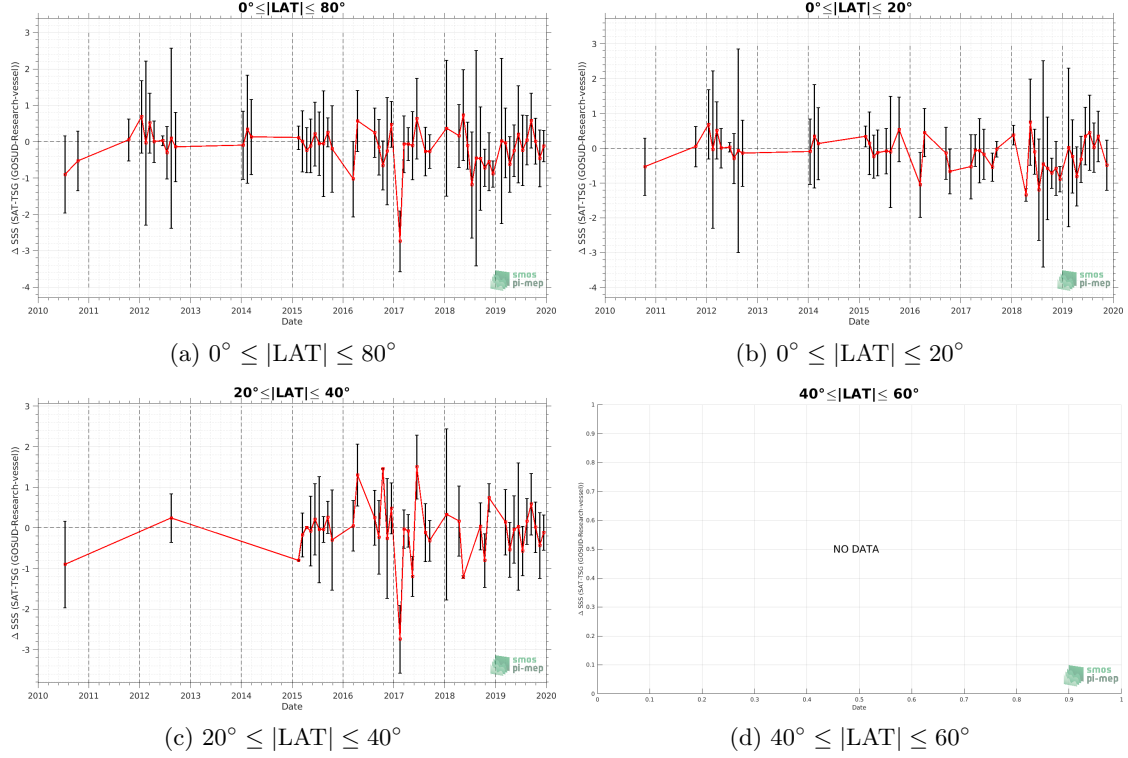 0°≤|LAT|≤ 80°
3
2
1
0
-1
-2
-3
-4
Δ SSS (SAT-TSG (GOSUD-Research-vessel))
2010 2011 2012 2013 2014 2015 2016 2017 2018 2019 2020
Date
smos
pi-mep
(a) 0° ≤ |LAT| ≤ 80°
0°≤|LAT|≤ 20°
3
2
1
0
-1
-2
-3
-4
Δ SSS (SAT-TSG (GOSUD-Research-vessel))
2010 2011 2012 2013 2014 2015 2016 2017 2018 2019 2020
Date
smos
pi-mep
(b) 0° ≤ |LAT| ≤ 20°
20°≤|LAT|≤ 40°
3
2
1
0
-1
-2
-3
Δ SSS (SAT-TSG (GOSUD-Research-vessel))
2010 2011 2012 2013 2014 2015 2016 2017 2018 2019 2020
Date
smos
pi-mep
(c) 20° ≤ |LAT| ≤ 40°
40°≤|LAT|≤ 60°
1
0.9
0.8
0.7
0.6
0.5
0.4
0.3
0.2
0.1
0
Δ SSS (SAT-TSG (GOSUD-Research-vessel))
NO DATA
0 0.1 0.2 0.3 0.4 0.5 0.6 0.7 0.8 0.9 1
Date
smos
pi-mep
(d) 40° ≤ |LAT| ≤ 60°